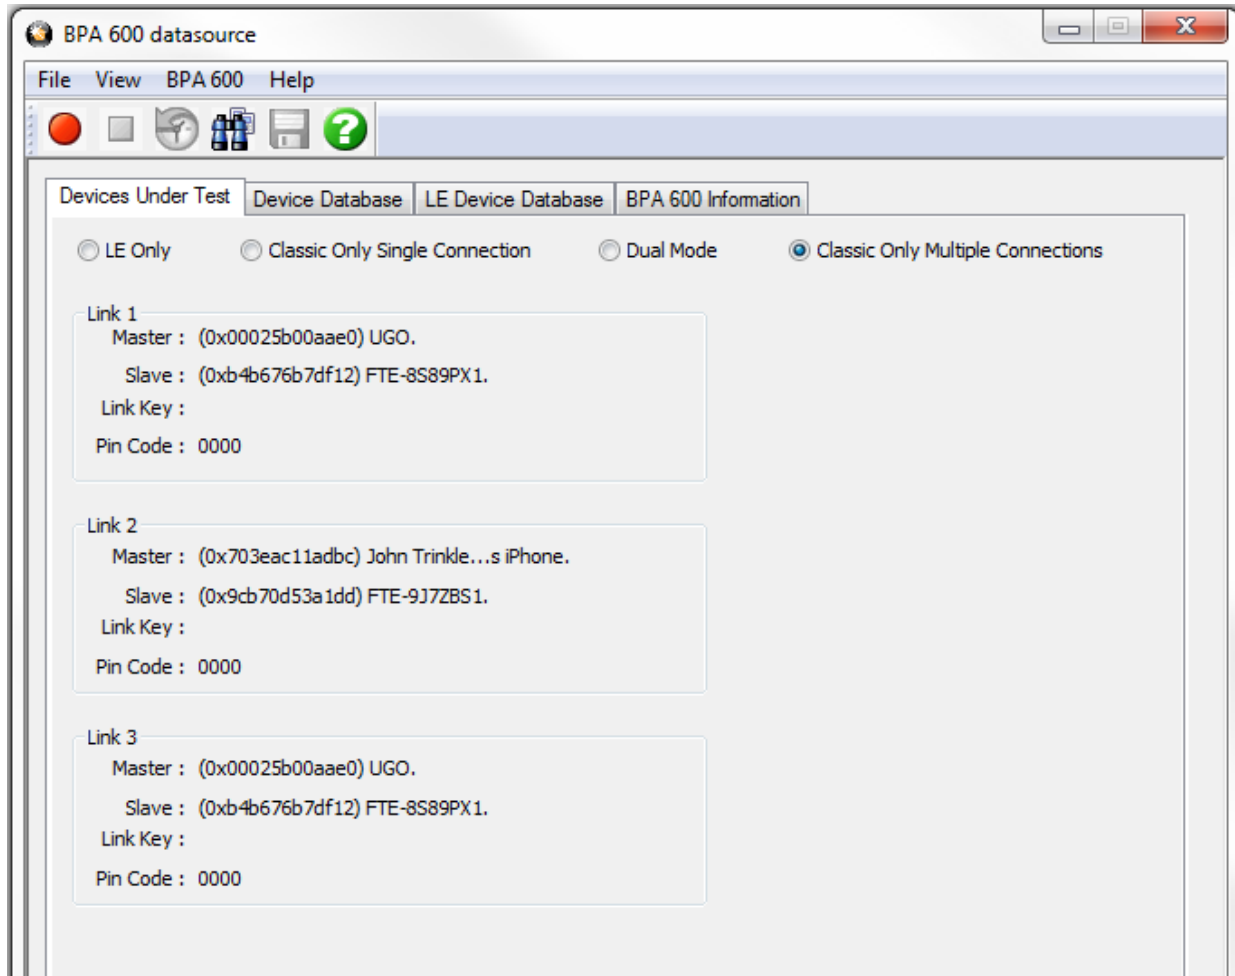 BPA 600 datasource
File View BPA 600 Help
Devices Under Test Device Database LE Device Database BPA 600 Information
LE Only Classic Only Single Connection Dual Mode Classic Only Multiple Connections
Link 1
Master : (0x00025b00aae0) UGO.
Slave : (0xb4b676b7df12) FTE-8S89PX1.
Link Key :
Pin Code : 0000
Link 2
Master : (0x703eac11adbc) John Trinkle...s iPhone.
Slave : (0x9cb70d53a1dd) FTE-9J7ZBS1.
Link Key :
Pin Code : 0000
Link 3
Master : (0x00025b00aae0) UGO.
Slave : (0xb4b676b7df12) FTE-8S89PX1.
Link Key :
Pin Code : 0000